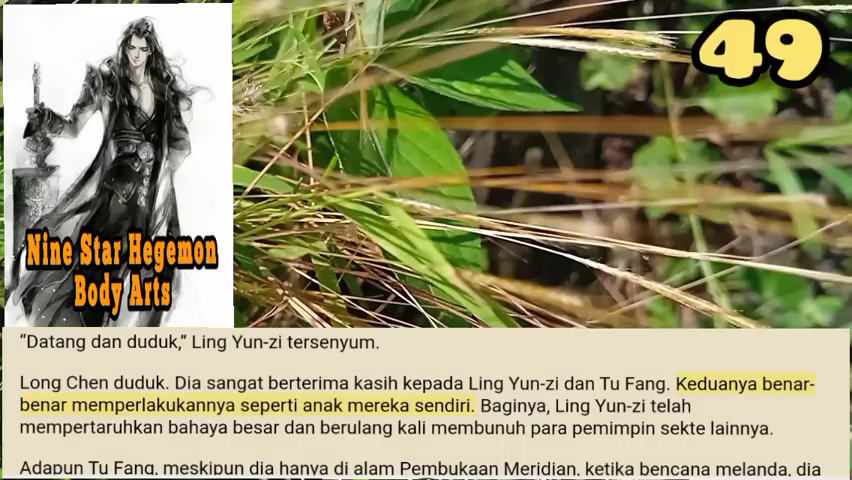 49
Nine Star Hegemon
Body Arts
“Datang dan duduk,” Ling Yun-zi tersenyum.
Long Chen duduk. Dia sangat berterima kasih kepada Ling Yun-zi dan Tu Fang. Keduanya benar-
benar memperlakukannya seperti anak mereka sendiri. Baginya, Ling Yun-zi telah
mempertaruhkan bahaya besar dan berulang kali membunuh para pemimpin sekte lainnya.
Adapun Tu Fang, meskipun dia hanya di alam Pembukaan Meridian, ketika bencana melanda, dia